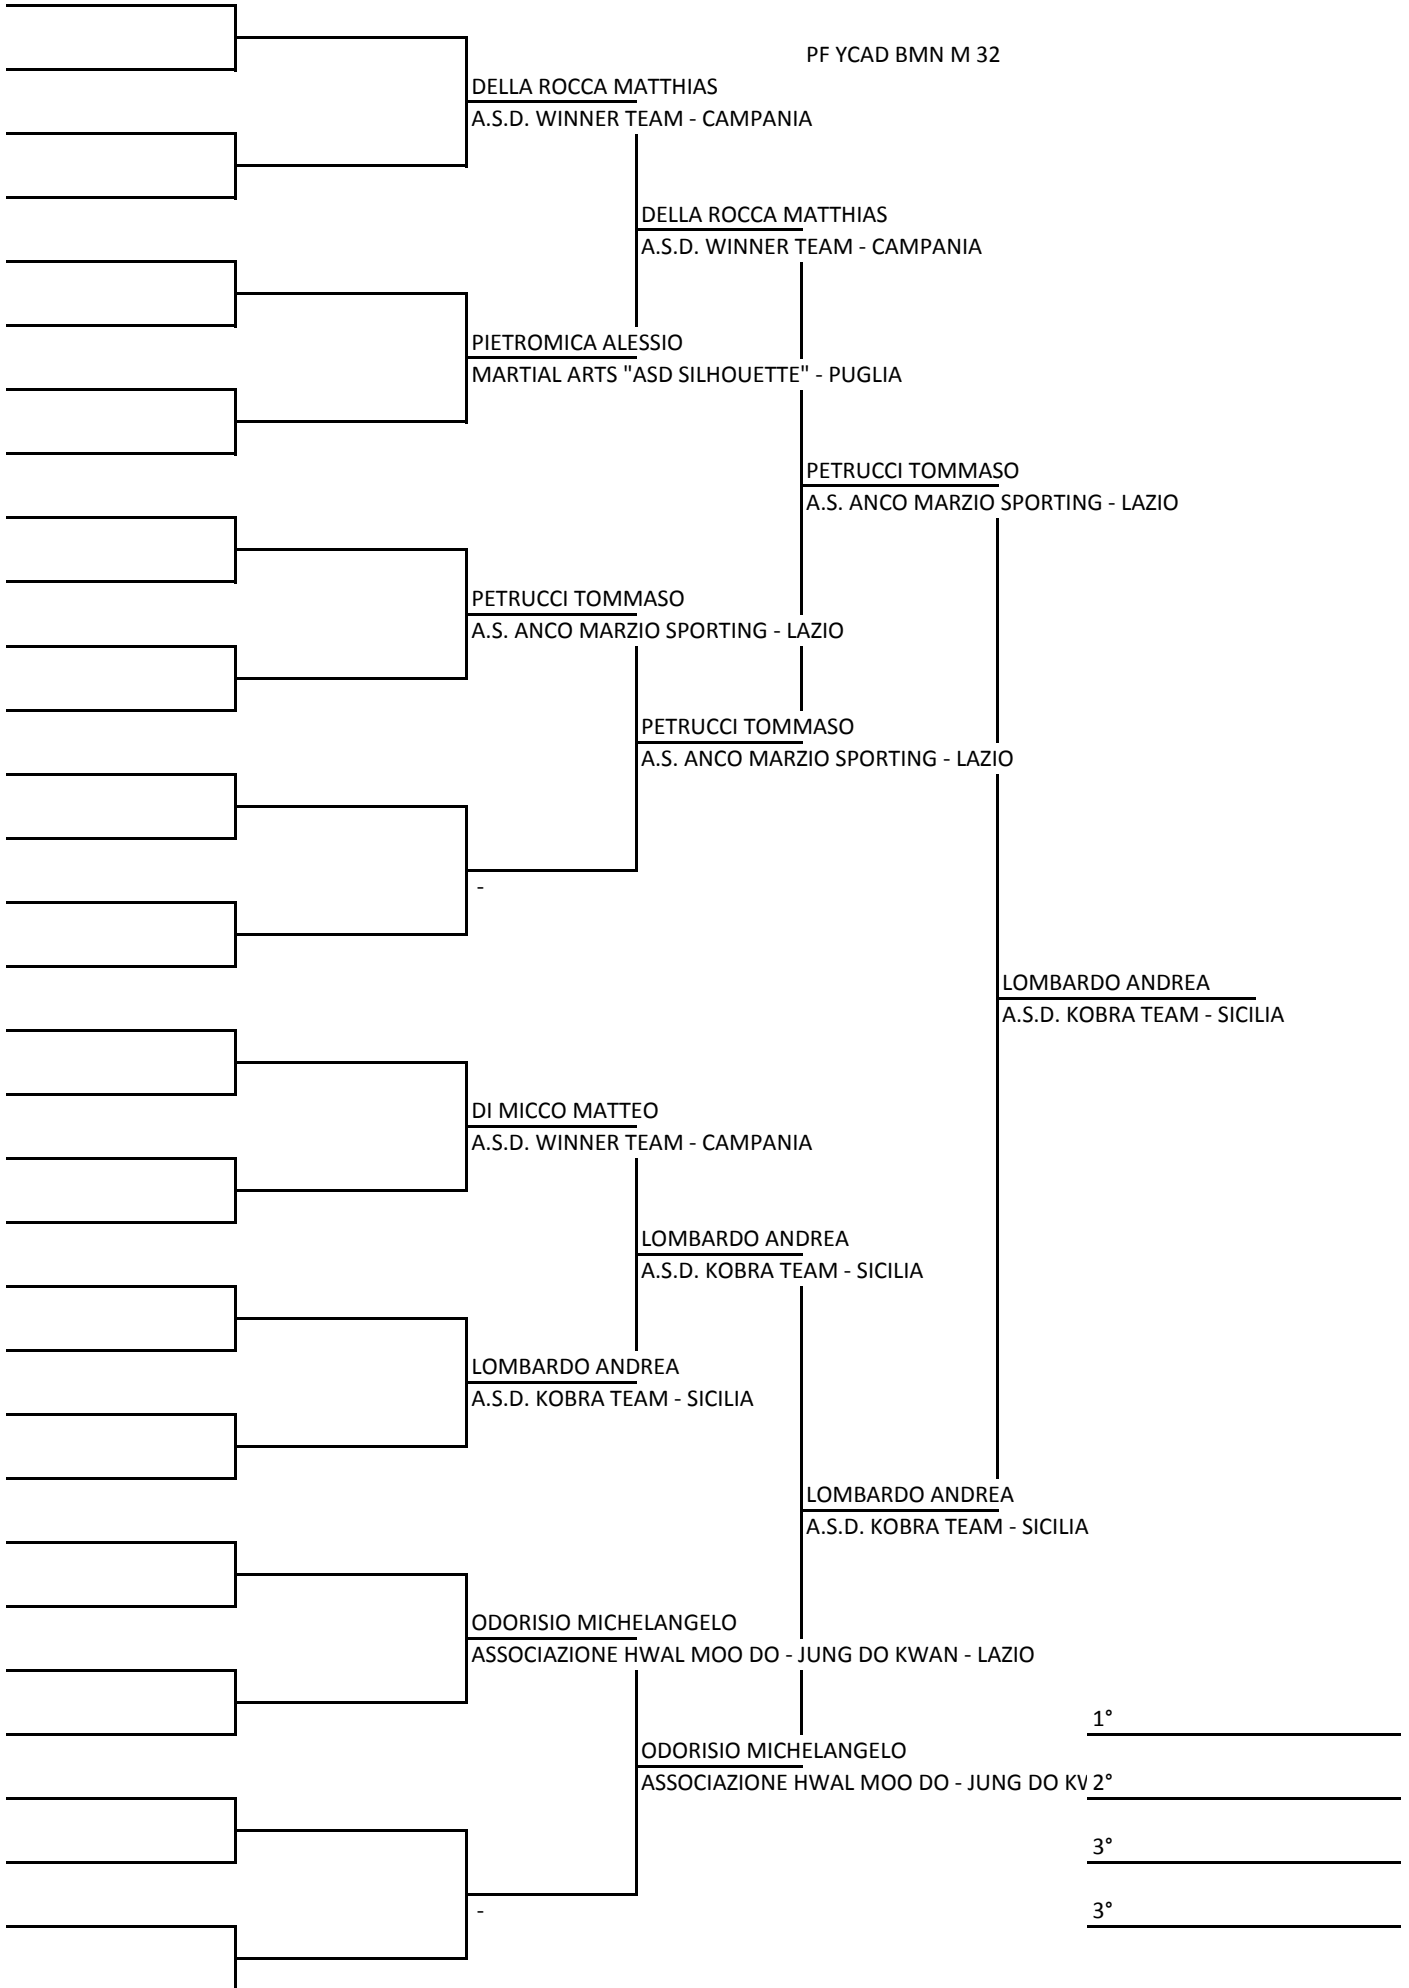 PF YCAD BMN M 32
DELLA ROCCA MATTHIAS
A.S.D. WINNER TEAM - CAMPANIA
DELLA ROCCA MATTHIAS
A.S.D. WINNER TEAM - CAMPANIA
PIETROMICA ALESSIO
MARTIAL ARTS "ASD SILHOUETTE" - PUGLIA
PETRUCCI TOMMASO
A.S. ANCO MARZIO SPORTING - LAZIO
PETRUCCI TOMMASO
A.S. ANCO MARZIO SPORTING - LAZIO
PETRUCCI TOMMASO
A.S. ANCO MARZIO SPORTING - LAZIO
-
LOMBARDO ANDREA
A.S.D. KOBRA TEAM - SICILIA
DI MICCO MATTEO
A.S.D. WINNER TEAM - CAMPANIA
LOMBARDO ANDREA
A.S.D. KOBRA TEAM - SICILIA
LOMBARDO ANDREA
A.S.D. KOBRA TEAM - SICILIA
LOMBARDO ANDREA
A.S.D. KOBRA TEAM - SICILIA
ODORISIO MICHELANGELO
ASSOCIAZIONE HWAL MOO DO - JUNG DO KWAN - LAZIO
1°
ODORISIO MICHELANGELO
ASSOCIAZIONE HWAL MOO DO - JUNG DO
2°
3°
-
3°